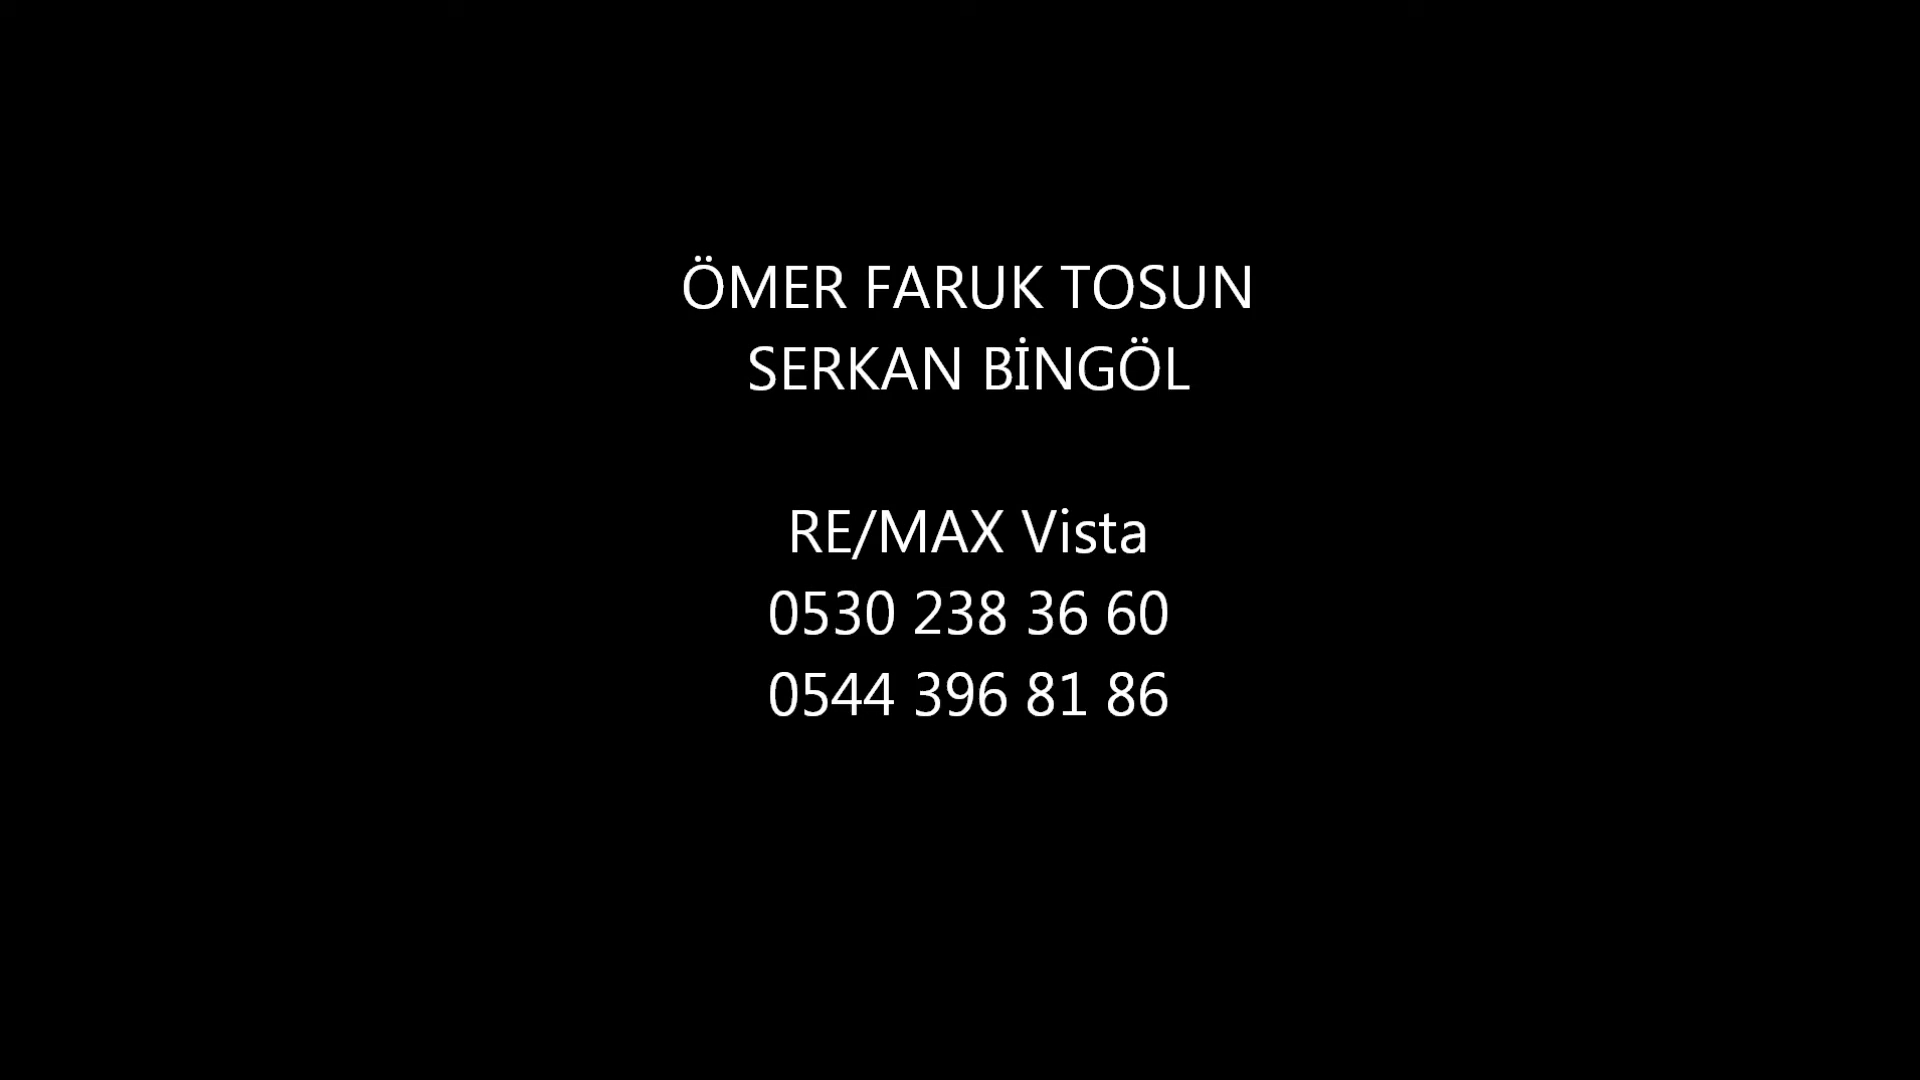 ÖMER FARUK TOSUN
SERKAN BİNGÖL
RE/MAX Vista
0530 238 36 60
0544 396 81 86